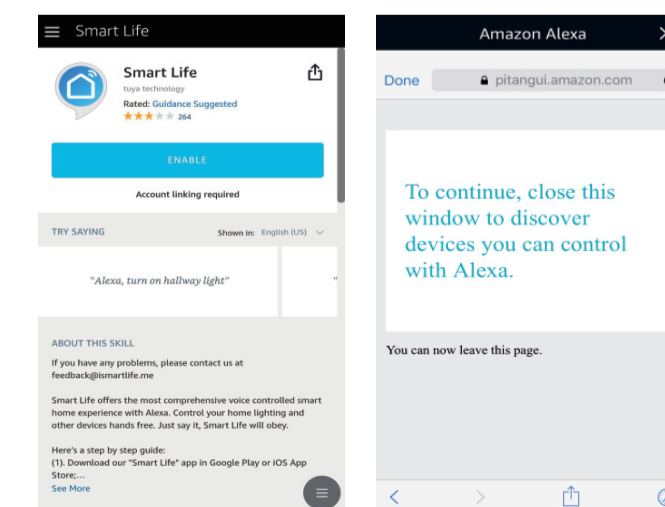 Smart Life
Smart Life
tuya technology
Rated: Guidance Suggested
264
ENABLE
Account linking required
TRY SAYING
Shown in: English (US)
"Alexa, turn on hallway light"
"
ABOUT THIS SKILL
If you have any problems, please contact us at
feedback@ismartlife.me
Smart Life offers the most comprehensive voice controlled smart
home experience with Alexa. Control your home lighting and
other devices hands free. Just say it, Smart Life will obey.
Here's a step by step guide:
(1). Download our "Smart Life" app in Google Play or iOS App
Store;...
See More
Amazon Alexa
Done
pitangui.amazon.com
To continue, close this
window to discover
devices you can control
with Alexa.
You can now leave this page.